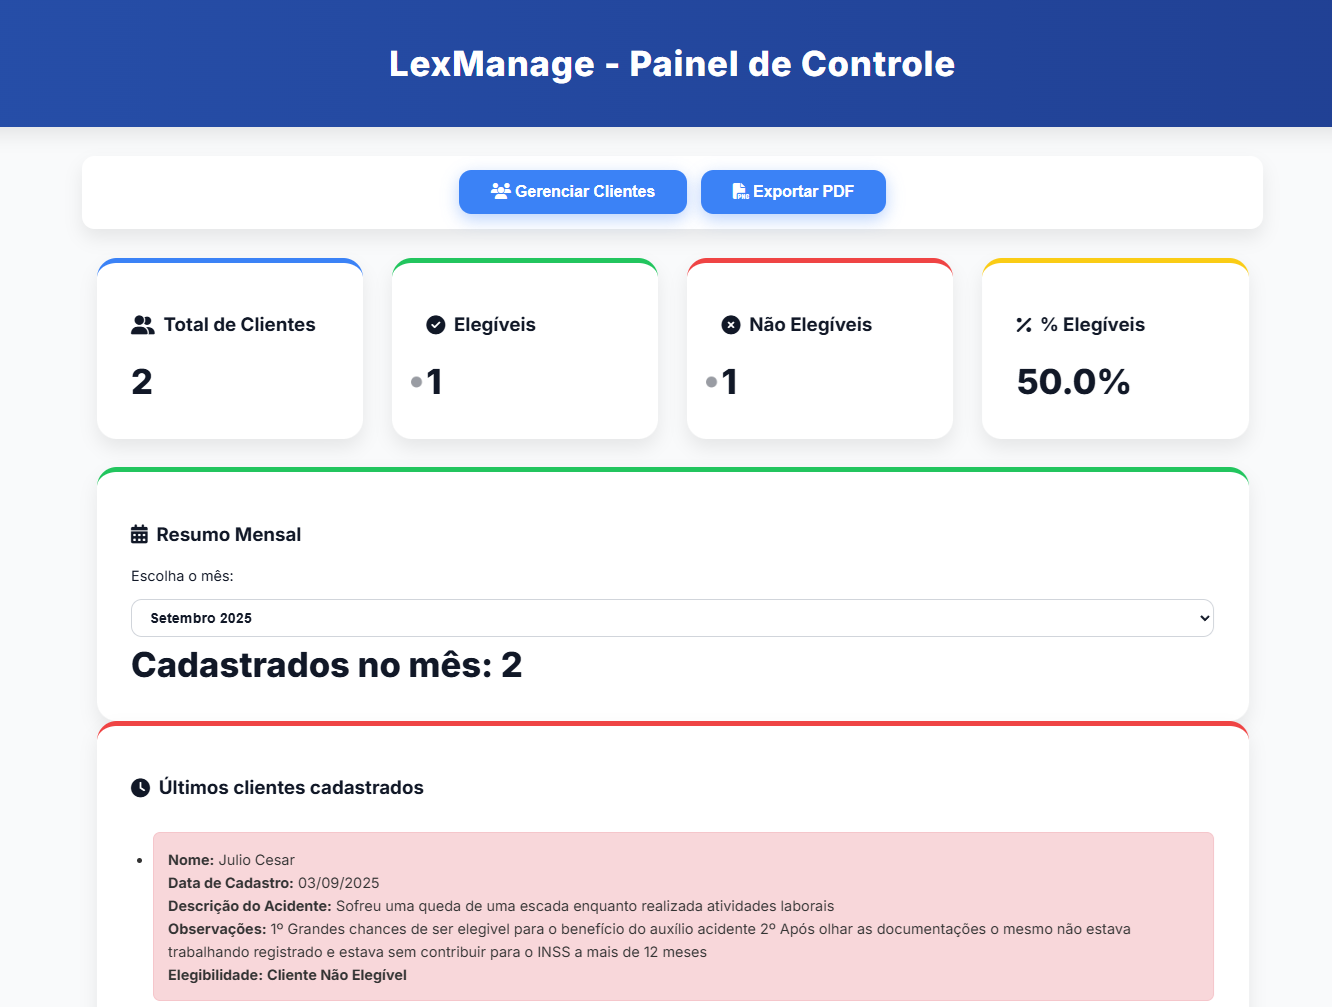 LexManage - Painel de Controle
Gerenciar Clientes
Exportar PDF
Total de Clientes
2
Elegíveis
1
Não Elegíveis
1
% Elegíveis
50.0%
Resumo Mensal
Escolha o mês:
Setembro 2025
Cadastrados no mês: 2
Últimos clientes cadastrados
Nome: Julio Cesar
Data de Cadastro: 03/09/2025
Descrição do Acidente: Sofreu uma queda de uma escada enquanto realizada atividades laborais
Observações: 1º Grandes chances de ser elegivel para o benefício do auxílio acidente 2º Após olhar as documentações o mesmo não estava
trabalhando registrado e estava sem contribuir para o INSS a mais de 12 meses
Elegibilidade: Cliente Não Elegível